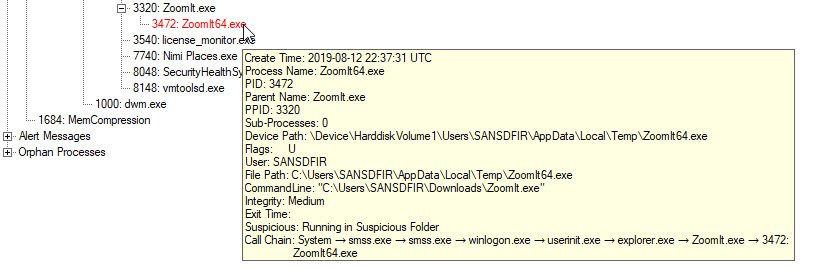 3320: ZoomIt.exe
3472: ZoomIt64.exe
3540: license_monitor.exe
7740: Nimi Places.exe
8048: SecurityHealthSy
8148: vmtoolsd.exe
1000: dwm.exe
1684: MemCompression
Alert Messages
Orphan Processes
Create Time: 2019-08-12 22:37:31 UTC
Process Name: ZoomIt64.exe
PID: 3472
Parent Name: ZoomIt.exe
PPID: 3320
Sub-Processes: 0
Device Path: \Device\HarddiskVolume1\Users\SANSDFIR\AppData\Local\Temp\ZoomIt64.exe
Flags: U
User: SANSDFIR
File Path: C:\Users\SANSDFIR\AppData\Local\Temp\ZoomIt64.exe
CommandLine: "C:\Users\SANSDFIR\Downloads\ZoomIt.exe"
Integrity: Medium
Exit Time:
Suspicious: Running in Suspicious Folder
Call Chain: System → smss.exe → smss.exe → winlogon.exe → userinit.exe → explorer.exe → ZoomIt.exe → 3472:
ZoomIt64.exe